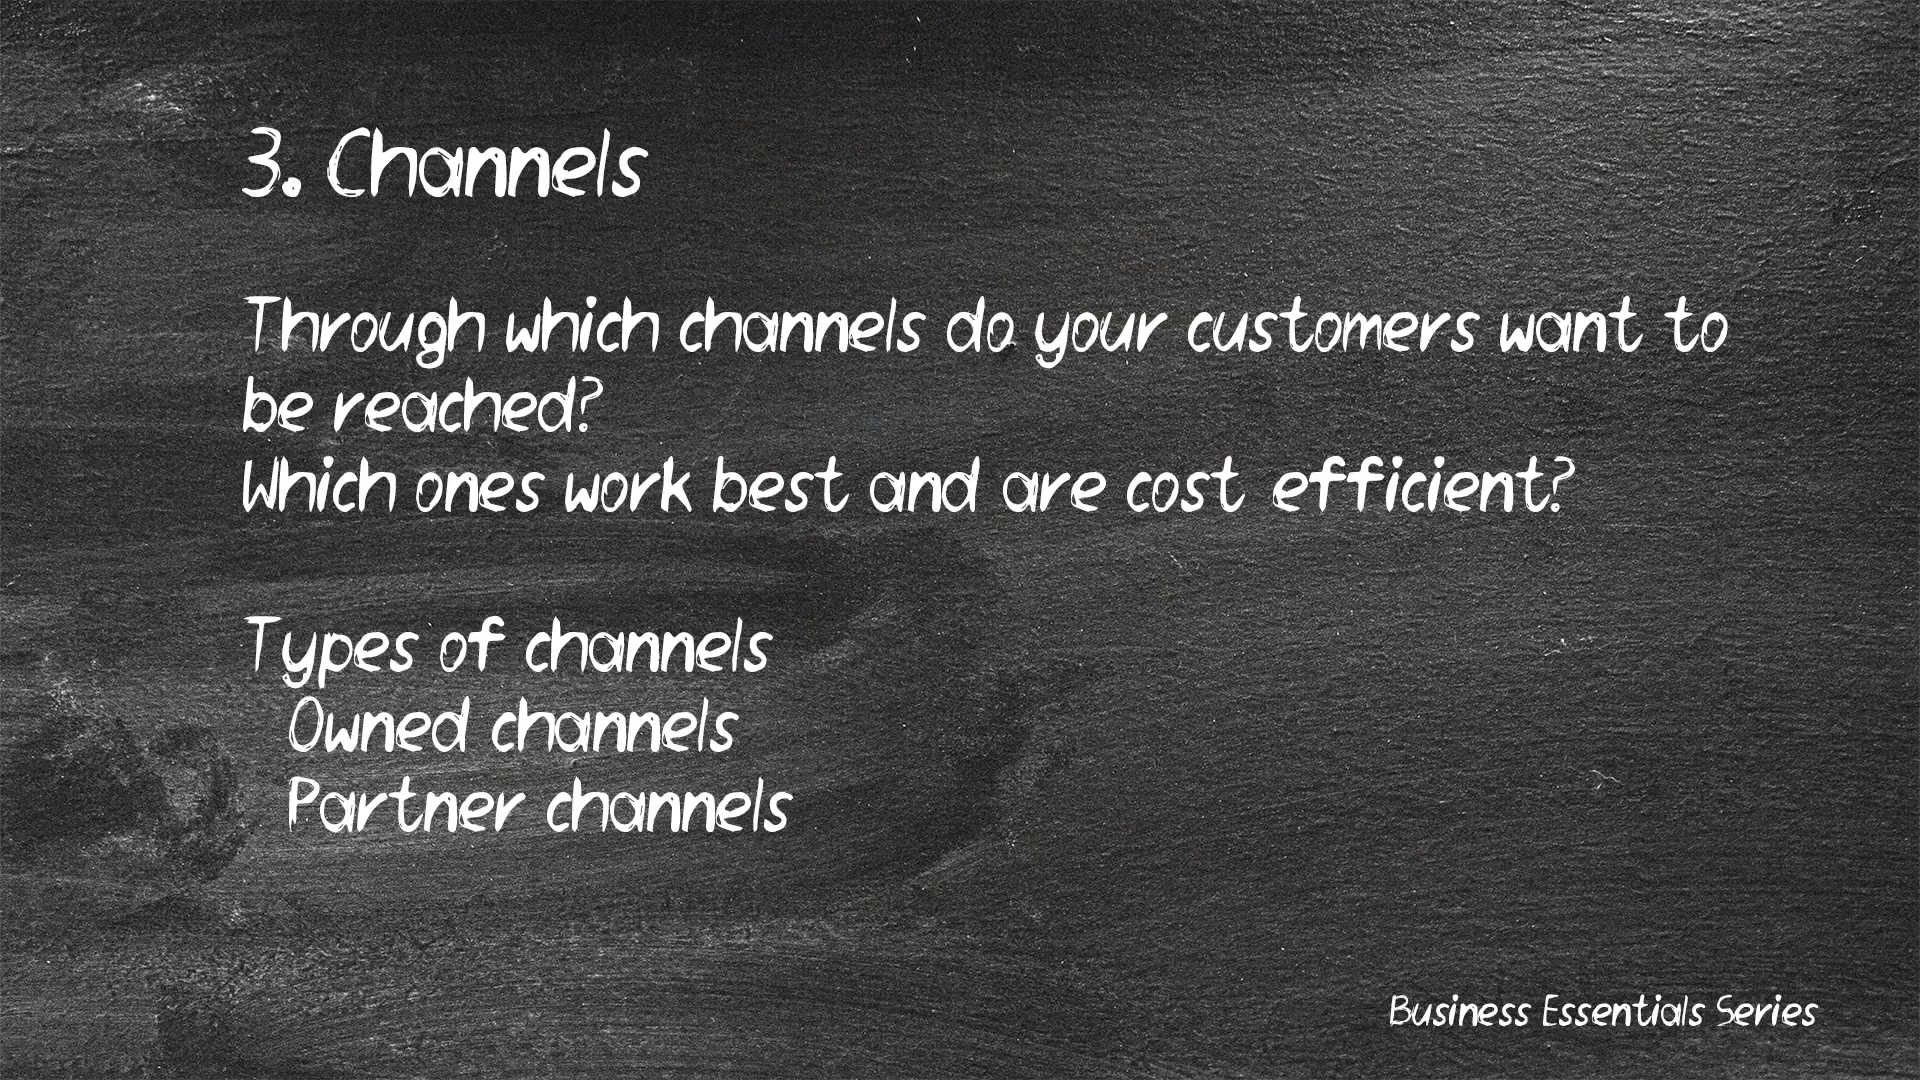 3. Channels
Through which channels do your customers want to
be reached?
Which ones work best and are cost efficient?
Types of channels
Owned channels
Partner channels
Business Essentials Series